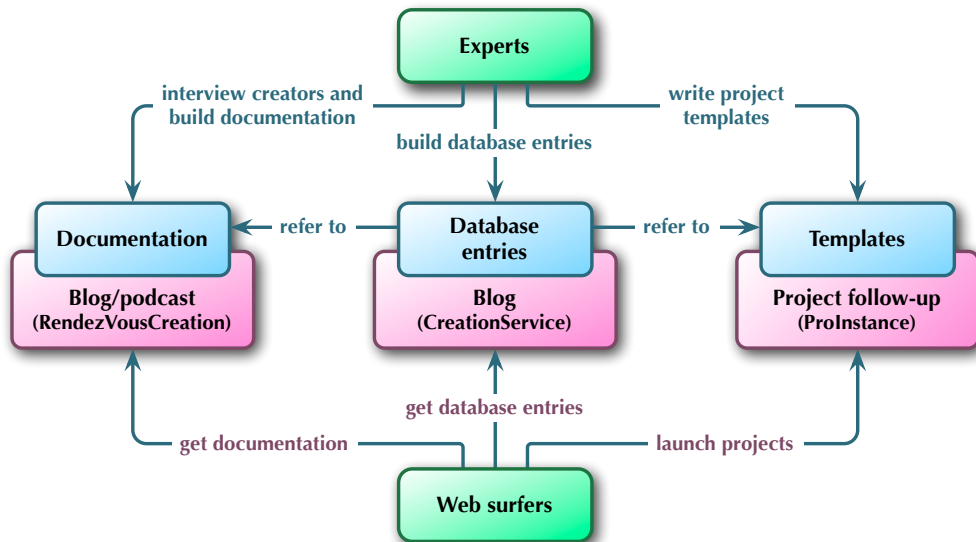 Experts
interview creators and
build documentation
write project
templates
build database entries
Documentation
refer to
Database
entries
refer to
Templates
Blog/podcast
(RendezVousCreation)
Blog
(CreationService)
Project follow-up
(ProInstance)
get database entries
get documentation
launch projects
Web surfers